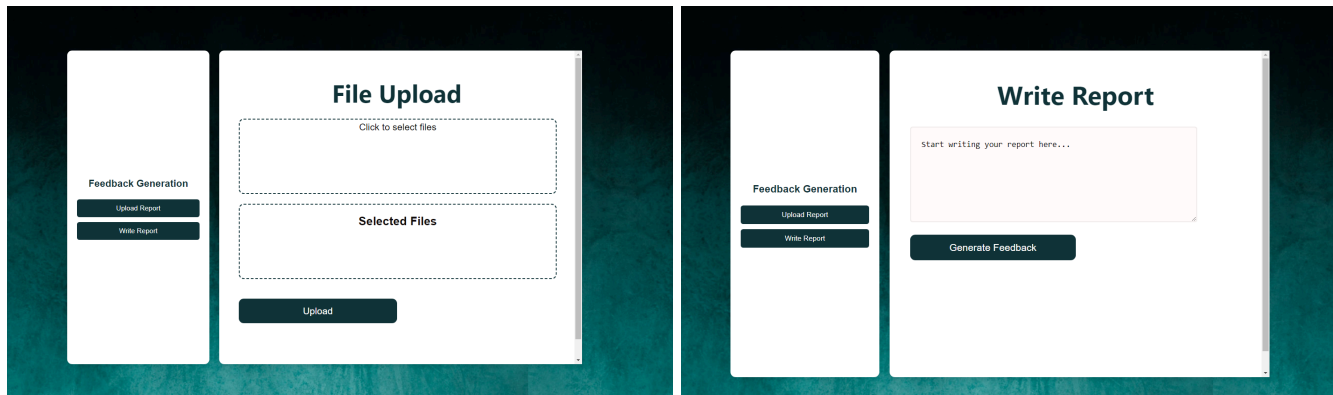 File Upload
Click to select files
Feedback Generation
Upload Report
Selected Files
Write Report
Upload
Write Report
Start writing your report here...
Feedback Generation
Upload Report
Write Report
Generate Feedback